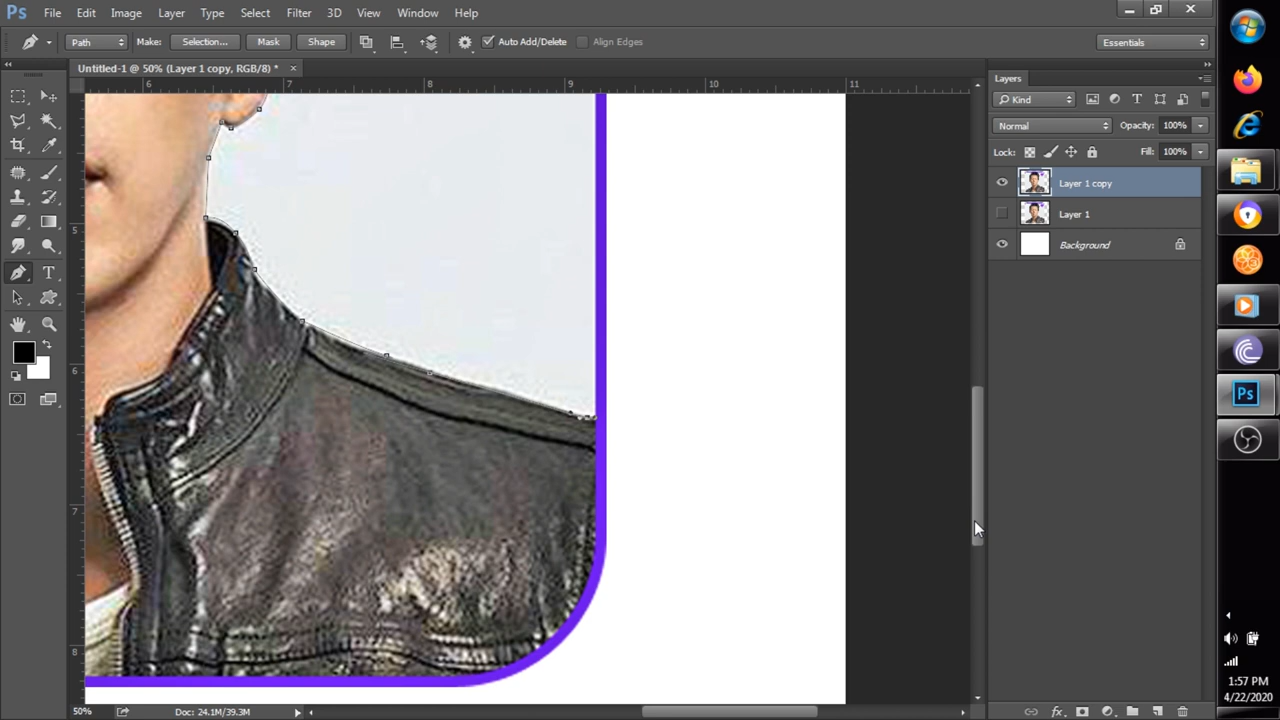 Ps File Edit Image Layer Type Select Filter 3D View Window Help
Path Make: Selection... Mask Shape Auto Add/Delete Align Edges Essentials
Untitled-1 @ 50% (Layer 1 copy, RGB/8) * ×
6 7 8 9 10 11
5
6
7
8
Layers
Kind
Normal Opacity: 100%
Lock: Fill: 100%
Layer 1 copy
Layer 1
Background
T
Ps
50% Doc: 24.1M/39.3M
1:57 PM
4/22/2020